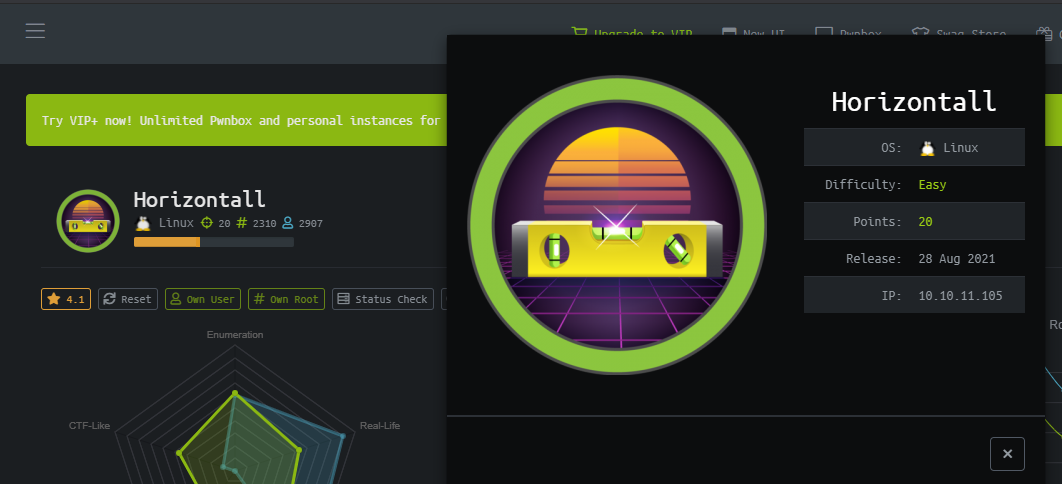 Upgrade to VIP New UI Pwnbox Swag Store
Try VIP+ now! Unlimited Pwnbox and personal instances for
Horizontall
Linux 20 2310 2907
4.1 Reset Own User Own Root Status Check
Enumeration
CTF-Like
Real-Life
Horizontall
OS: Linux
Difficulty: Easy
Points: 20
Release: 28 Aug 2021
IP: 10.10.11.105